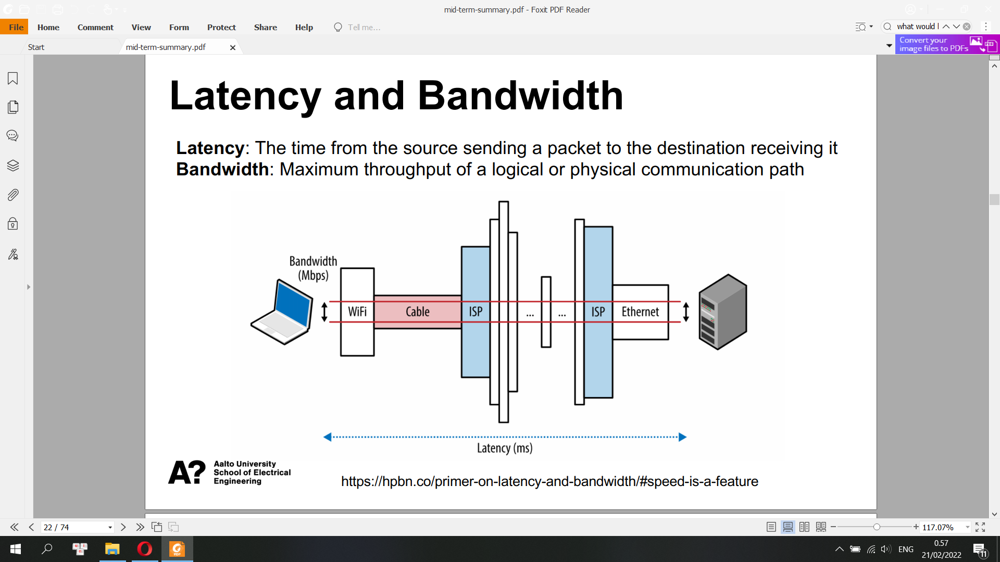 mid-term-summary.pdf - Foxit PDF Reader
File Home Comment View Form Protect Share Help Tell me...
what would
Start
mid-term-summary.pdf
Convert your
image files to PDFs
PDF
Latency and Bandwidth
Latency: The time from the source sending a packet to the destination receiving it
Bandwidth: Maximum throughput of a logical or physical communication path
Bandwidth
(Mbps)
WiFi Cable ISP ... ... ISP Ethernet
Latency (ms)
A?
Aalto University
School of Electrical
Engineering
https://hpbn.co/primer-on-latency-and-bandwidth/#speed-is-a-feature
22 / 74
117.07%
u i n
PDF
ENG
0.57
21/02/2022
11